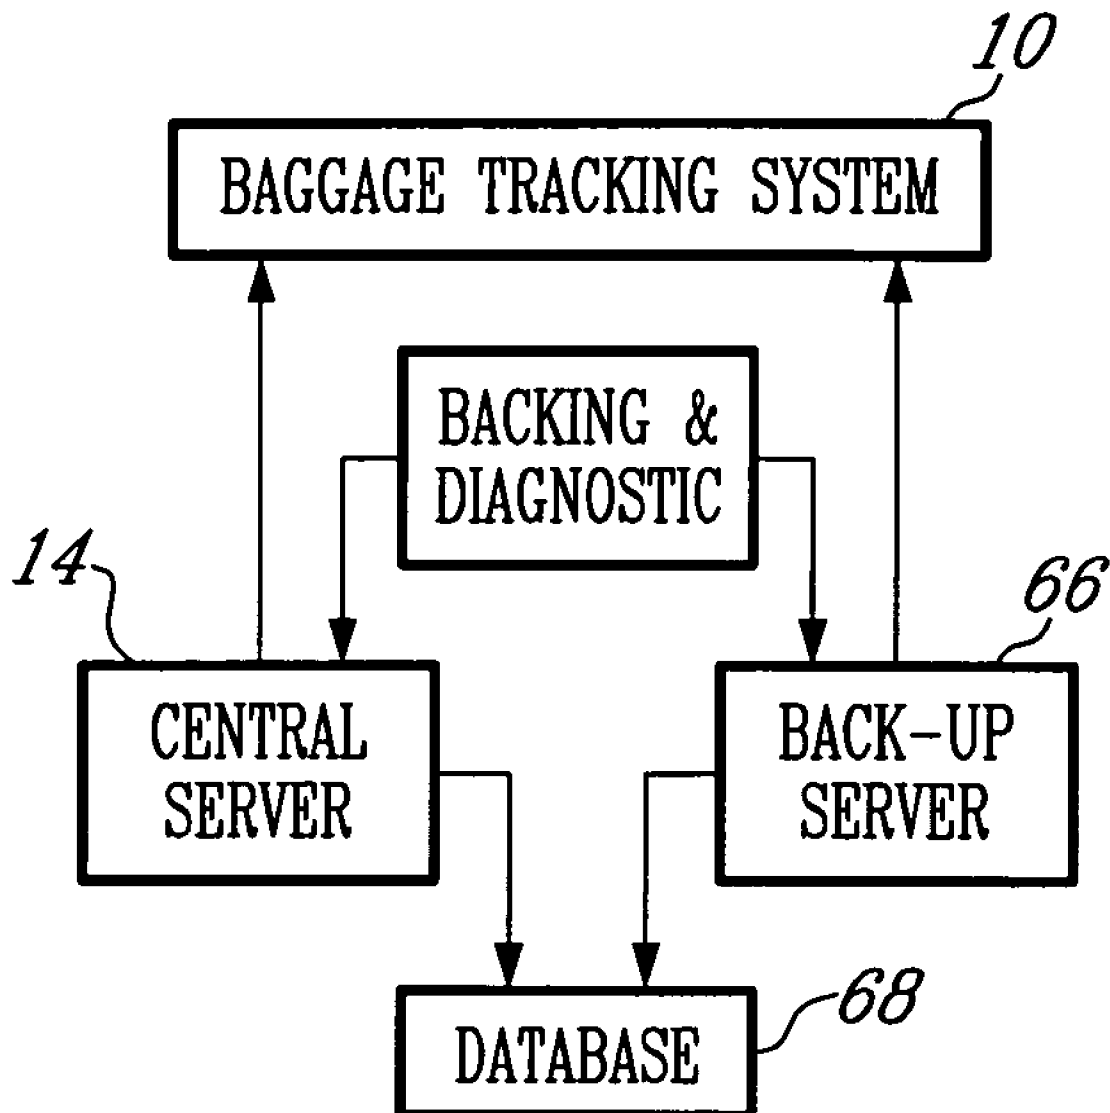 10
BAGGAGE TRACKING SYSTEM
BACKING &
DIAGNOSTIC
14
66
CENTRAL
SERVER
BACK-UP
SERVER
68
DATABASE